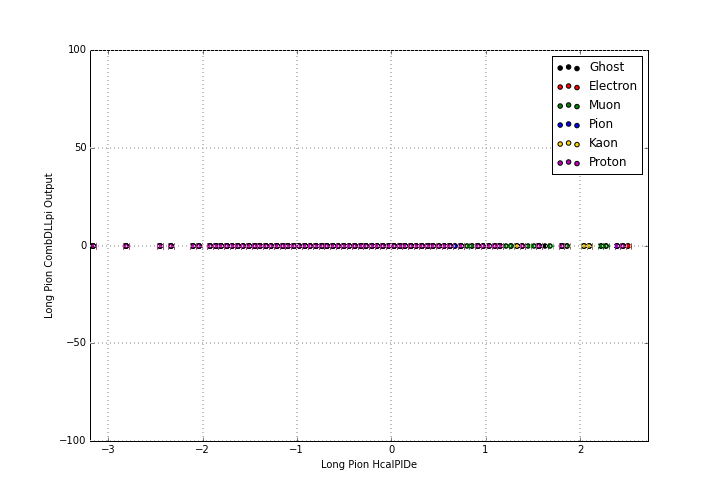 100
50
0
−50
−100
Long Pion CombDLLpi Output
Ghost
Electron
Muon
Pion
Kaon
Proton
−3 −2 −1 0 1 2
Long Pion HcalPIDe